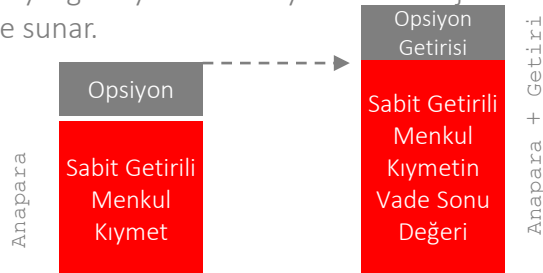 e sunar.
Opsiyon
Sabit Getirili
Menkul
Kıymet
Anapara
Opsiyon
Getirisi
Sabit Getirili
Menkul
Kıymetin
Vade Sonu
Değeri
Anapara + Getiri